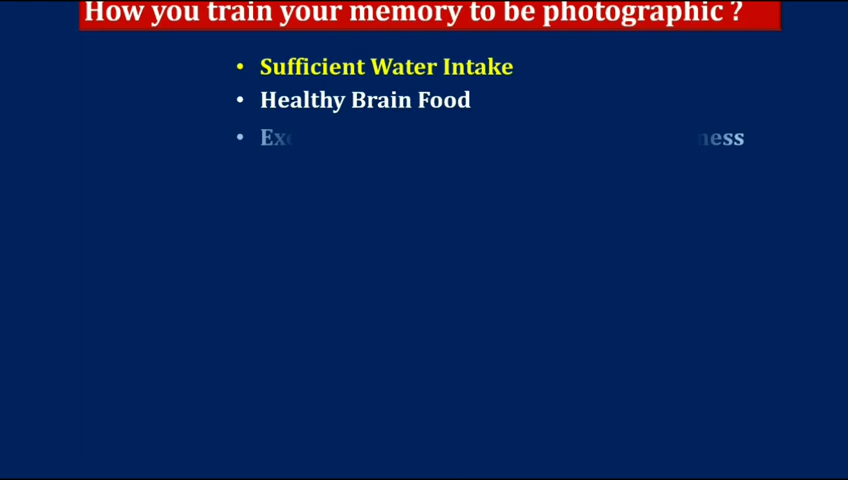 How you train your memory to be photographic ?
• Sufficient Water Intake
• Healthy Brain Food